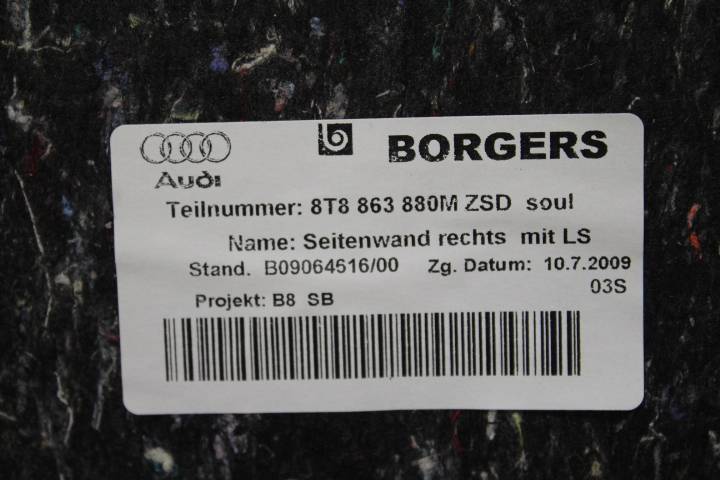 BORGERS
Audi
Teilnummer: 8T8 863 880M ZSD soul
Name: Seitenwand rechts mit LS
Stand. B09064516/00 Zg. Datum: 10.7.2009
03S
Projekt: B8 SB